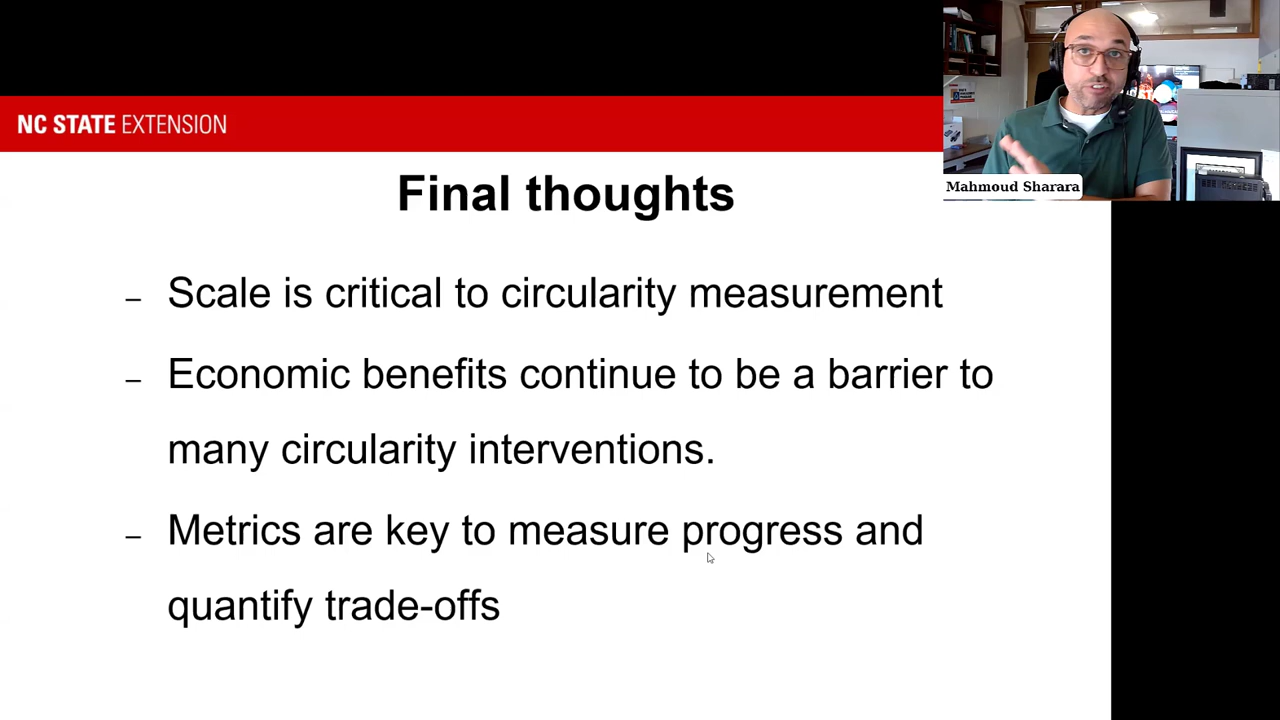 NC STATE EXTENSION
Mahmoud Sharara
Final thoughts
– Scale is critical to circularity measurement
– Economic benefits continue to be a barrier to
many circularity interventions.
– Metrics are key to measure progress and
quantify trade-offs